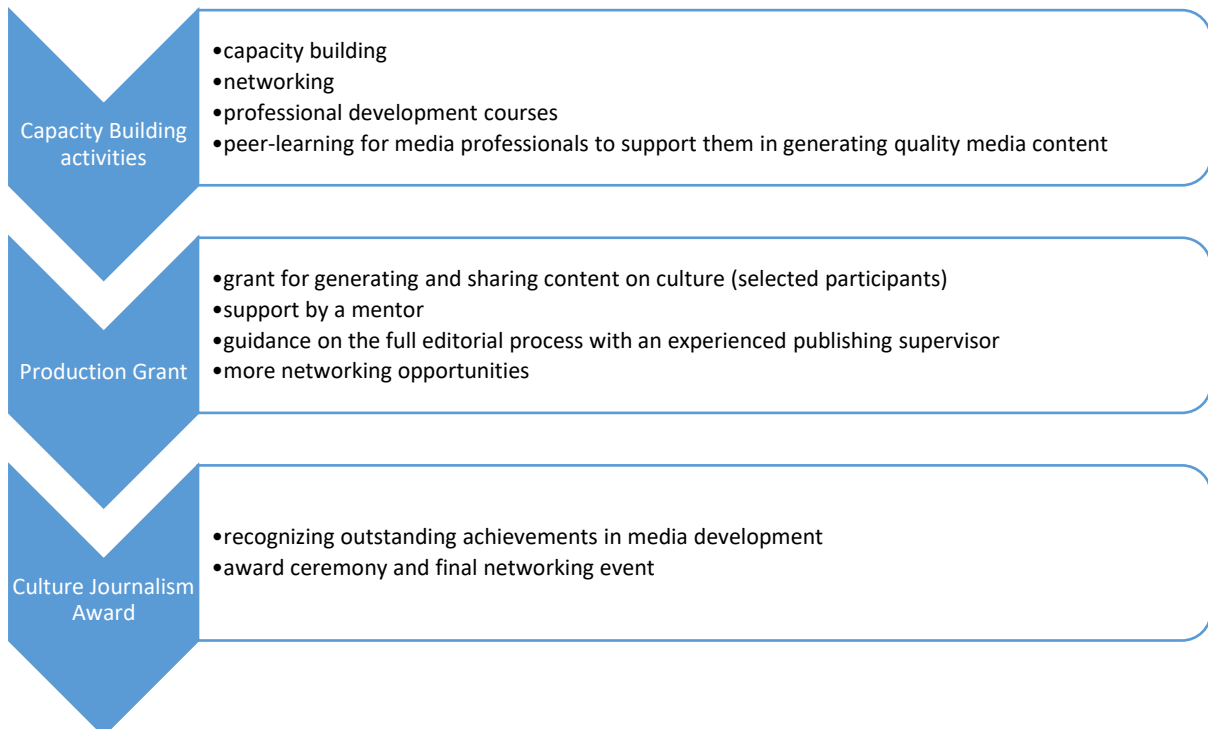 Capacity Building
activities
•capacity building
•networking
•professional development courses
•peer-learning for media professionals to support them in generating quality media content
Production Grant
•grant for generating and sharing content on culture (selected participants)
•support by a mentor
•guidance on the full editorial process with an experienced publishing supervisor
•more networking opportunities
Culture Journalism
Award
•recognizing outstanding achievements in media development
•award ceremony and final networking event